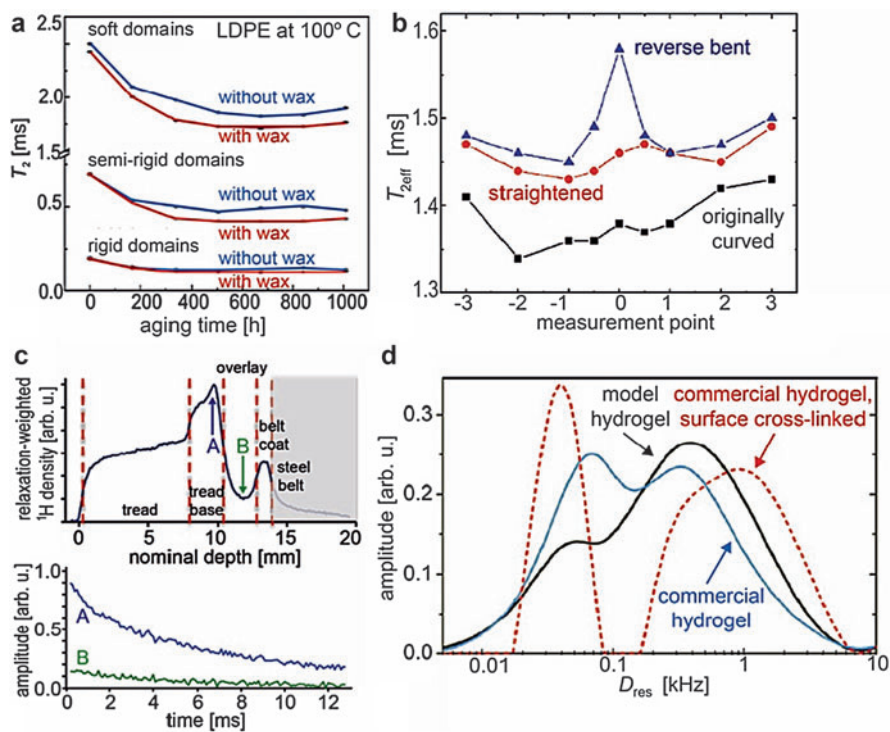 a
2.5
2.0
1.5
0.5
0.0
T2 [ms]
soft domains
LDPE at 100º C
without wax
with wax
semi-rigid domains
without wax
with wax
rigid domains
without wax
with wax
0 200 400 600 800 1000
aging time [h]
b
1.6
1.5
1.4
1.3
T2eff [ms]
reverse bent
straightened
originally
curved
-3 -2 -1 0 1 2 3
measurement point
c
relaxation-weighted
1H density [arb. u.]
overlay
A
B
belt
coat
steel
belt
tread
tread
base
0 5 10 15 20
nominal depth [mm]
1.0
0.5
0.0
amplitude [arb. u.]
A
B
0 2 4 6 8 10 12
time [ms]
d
0.3
0.2
0.1
0
amplitude [arb. u.]
model
hydrogel
commercial hydrogel,
surface cross-linked
commercial
hydrogel
0.01 0.1 1 10
Dres [kHz]